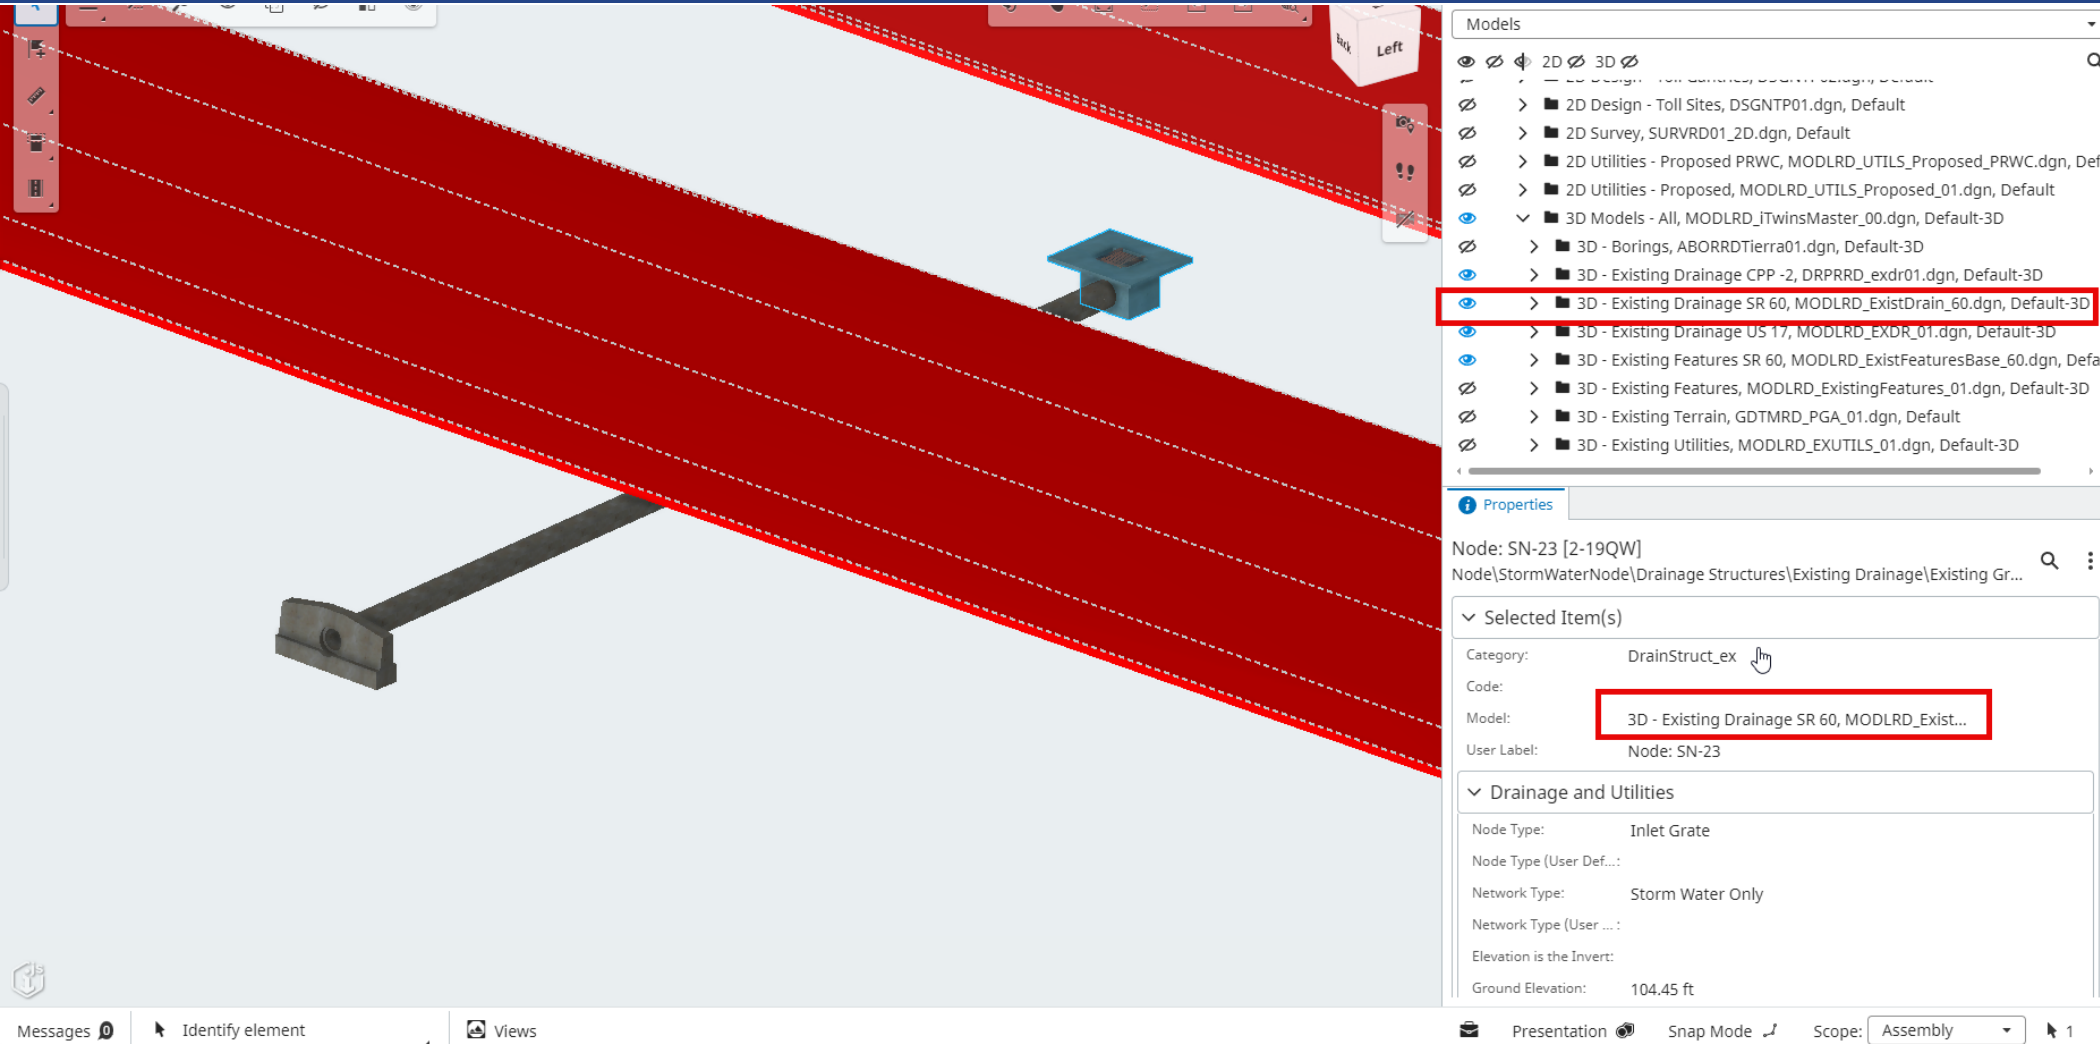 Back
Left
Models
2D
3D
2D Design - Toll Gantries, DSGNTP02.dgn, Default
2D Design - Toll Sites, DSGNTP01.dgn, Default
2D Survey, SURVRD01_2D.dgn, Default
2D Utilities - Proposed PRWC, MODLRD_UTILS_Proposed_PRWC.dgn, Def
2D Utilities - Proposed, MODLRD_UTILS_Proposed_01.dgn, Default
3D Models - All, MODLRD_iTwinsMaster_00.dgn, Default-3D
3D - Borings, ABORRDTierra01.dgn, Default-3D
3D - Existing Drainage CPP -2, DRPRRD_exdr01.dgn, Default-3D
3D - Existing Drainage SR 60, MODLRD_ExistDrain_60.dgn, Default-3D
3D - Existing Drainage US 17, MODLRD_EXDR_01.dgn, Default-3D
3D - Existing Features SR 60, MODLRD_ExistFeaturesBase_60.dgn, Defa
3D - Existing Features, MODLRD_ExistingFeatures_01.dgn, Default-3D
3D - Existing Terrain, GDTMRD_PGA_01.dgn, Default
3D - Existing Utilities, MODLRD_EXUTILS_01.dgn, Default-3D
Properties
Node: SN-23 [2-19QW]
Node\StormWaterNode\Drainage Structures\Existing Drainage\Existing Gr...
Selected Item(s)
Category: DrainStruct_ex
Code:
Model: 3D - Existing Drainage SR 60, MODLRD_Exist...
User Label: Node: SN-23
Drainage and Utilities
Node Type: Inlet Grate
Node Type (User Def...:
Network Type: Storm Water Only
Network Type (User ... :
Elevation is the Invert:
Ground Elevation: 104.45 ft
Messages 0
Identify element
Views
Presentation
Snap Mode
Scope: Assembly
1